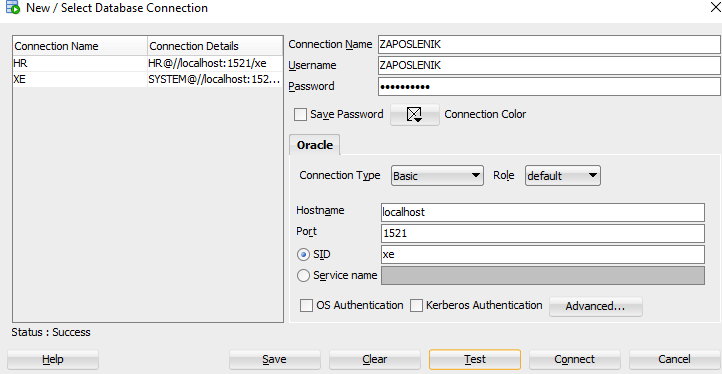 New / Select Database Connection
Connection Name Connection Details
HR HR@//localhost:1521/xe
XE SYSTEM@//localhost:152...
Connection Name ZAPOSLENIK
Username ZAPOSLENIK
Password ••••••••••
Save Password Connection Color
Oracle
Connection Type Basic Role default
Hostname localhost
Port 1521
SID xe
Service name
OS Authentication Kerberos Authentication Advanced...
Status : Success
Help Save Clear Test Connect Cancel